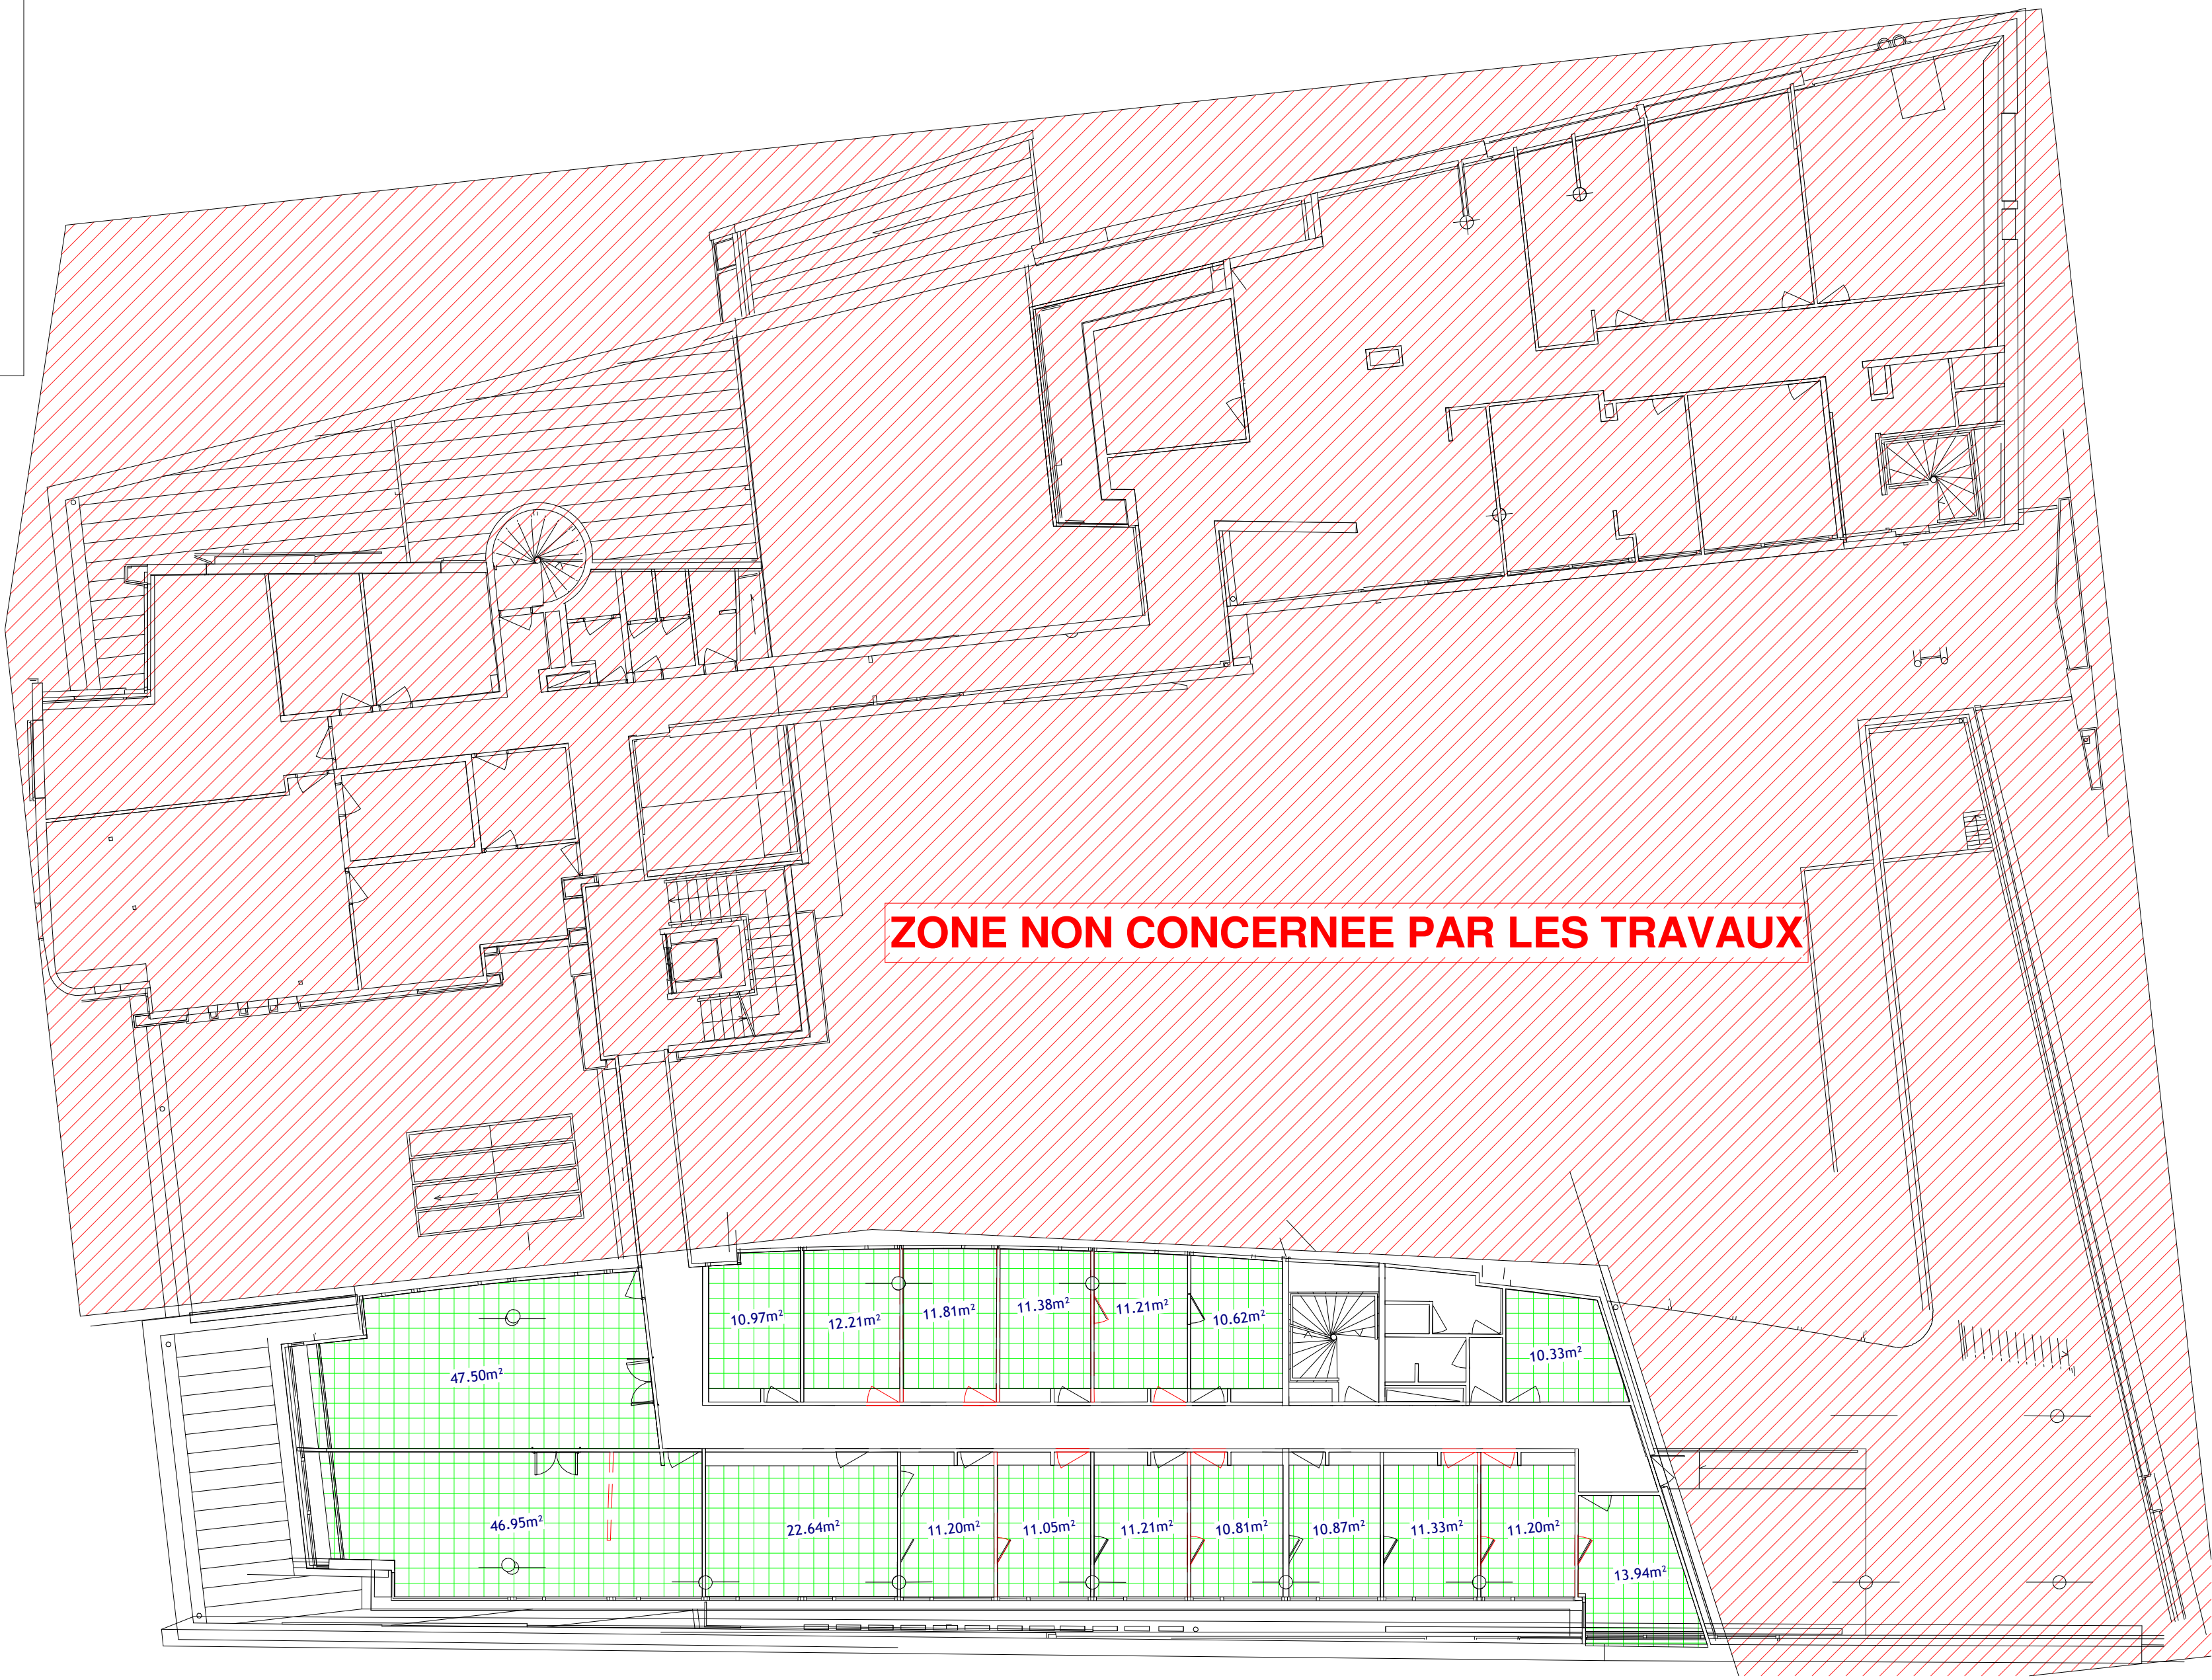 ZONE NON CONCERNEE PAR LES TRAVAUX
10.97m²
12.21m²
11.81m²
11.38m²
11.21m²
10.62m²
10.33m²
47.50m²
46.95m²
22.64m²
11.20m²
11.05m²
11.21m²
10.81m²
10.87m²
11.33m²
11.20m²
13.94m²